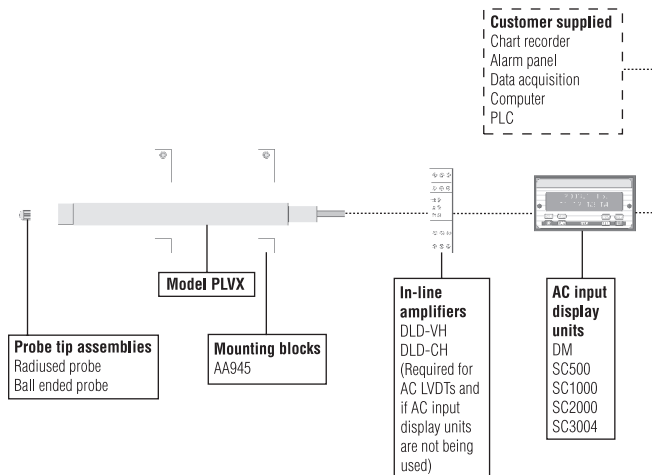 Customer supplied
Chart recorder
Alarm panel
Data acquisition
Computer
PLC
Model PLVX
Probe tip assemblies
Radiused probe
Ball ended probe
Mounting blocks
AA945
In-line
amplifiers
DLD-VH
DLD-CH
(Required for
AC LVDTs and
if AC input
display units
are not being
used)
AC input
display
units
DM
SC500
SC1000
SC2000
SC3004